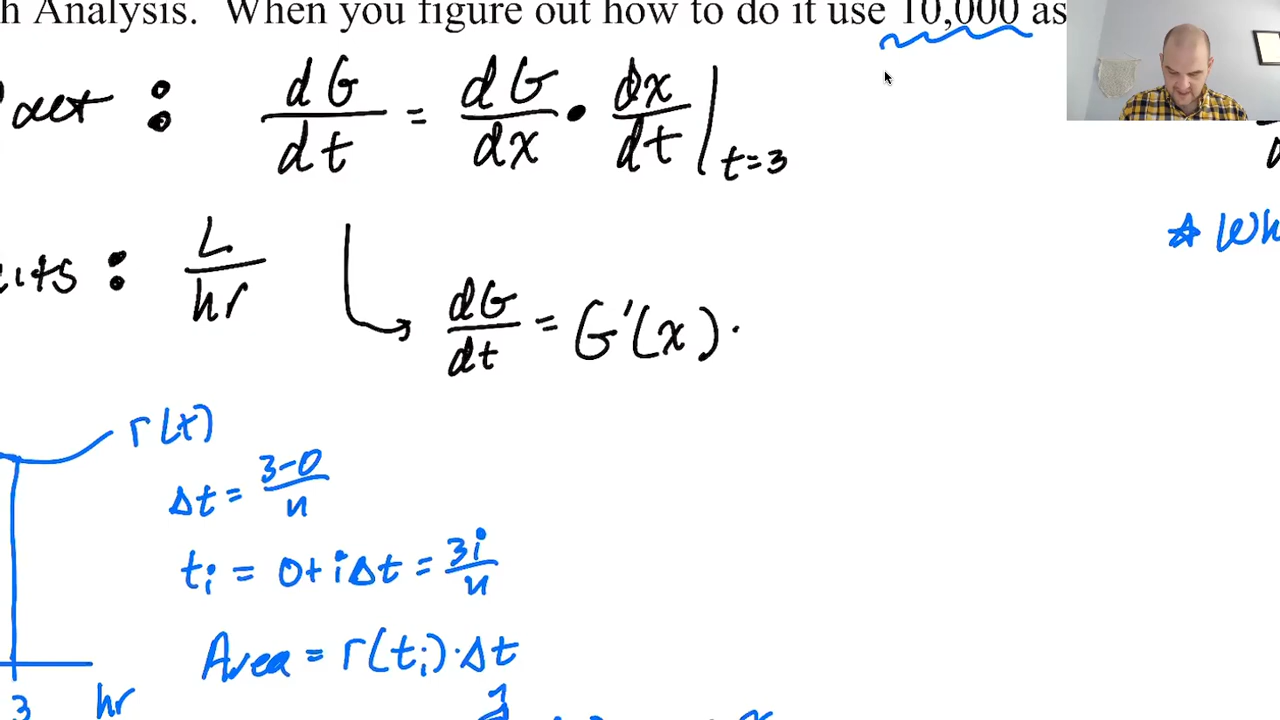 h Analysis. When you figure out how to do it use 10,000 as
: dG/dt = dG/dx · dx/dt | t=3
: L/hr
dG/dt = G'(x) ·
r(t)
Δt = 3-0/n
ti = 0+iΔt = 3i/n
Area = r(ti)·Δt
3 hr